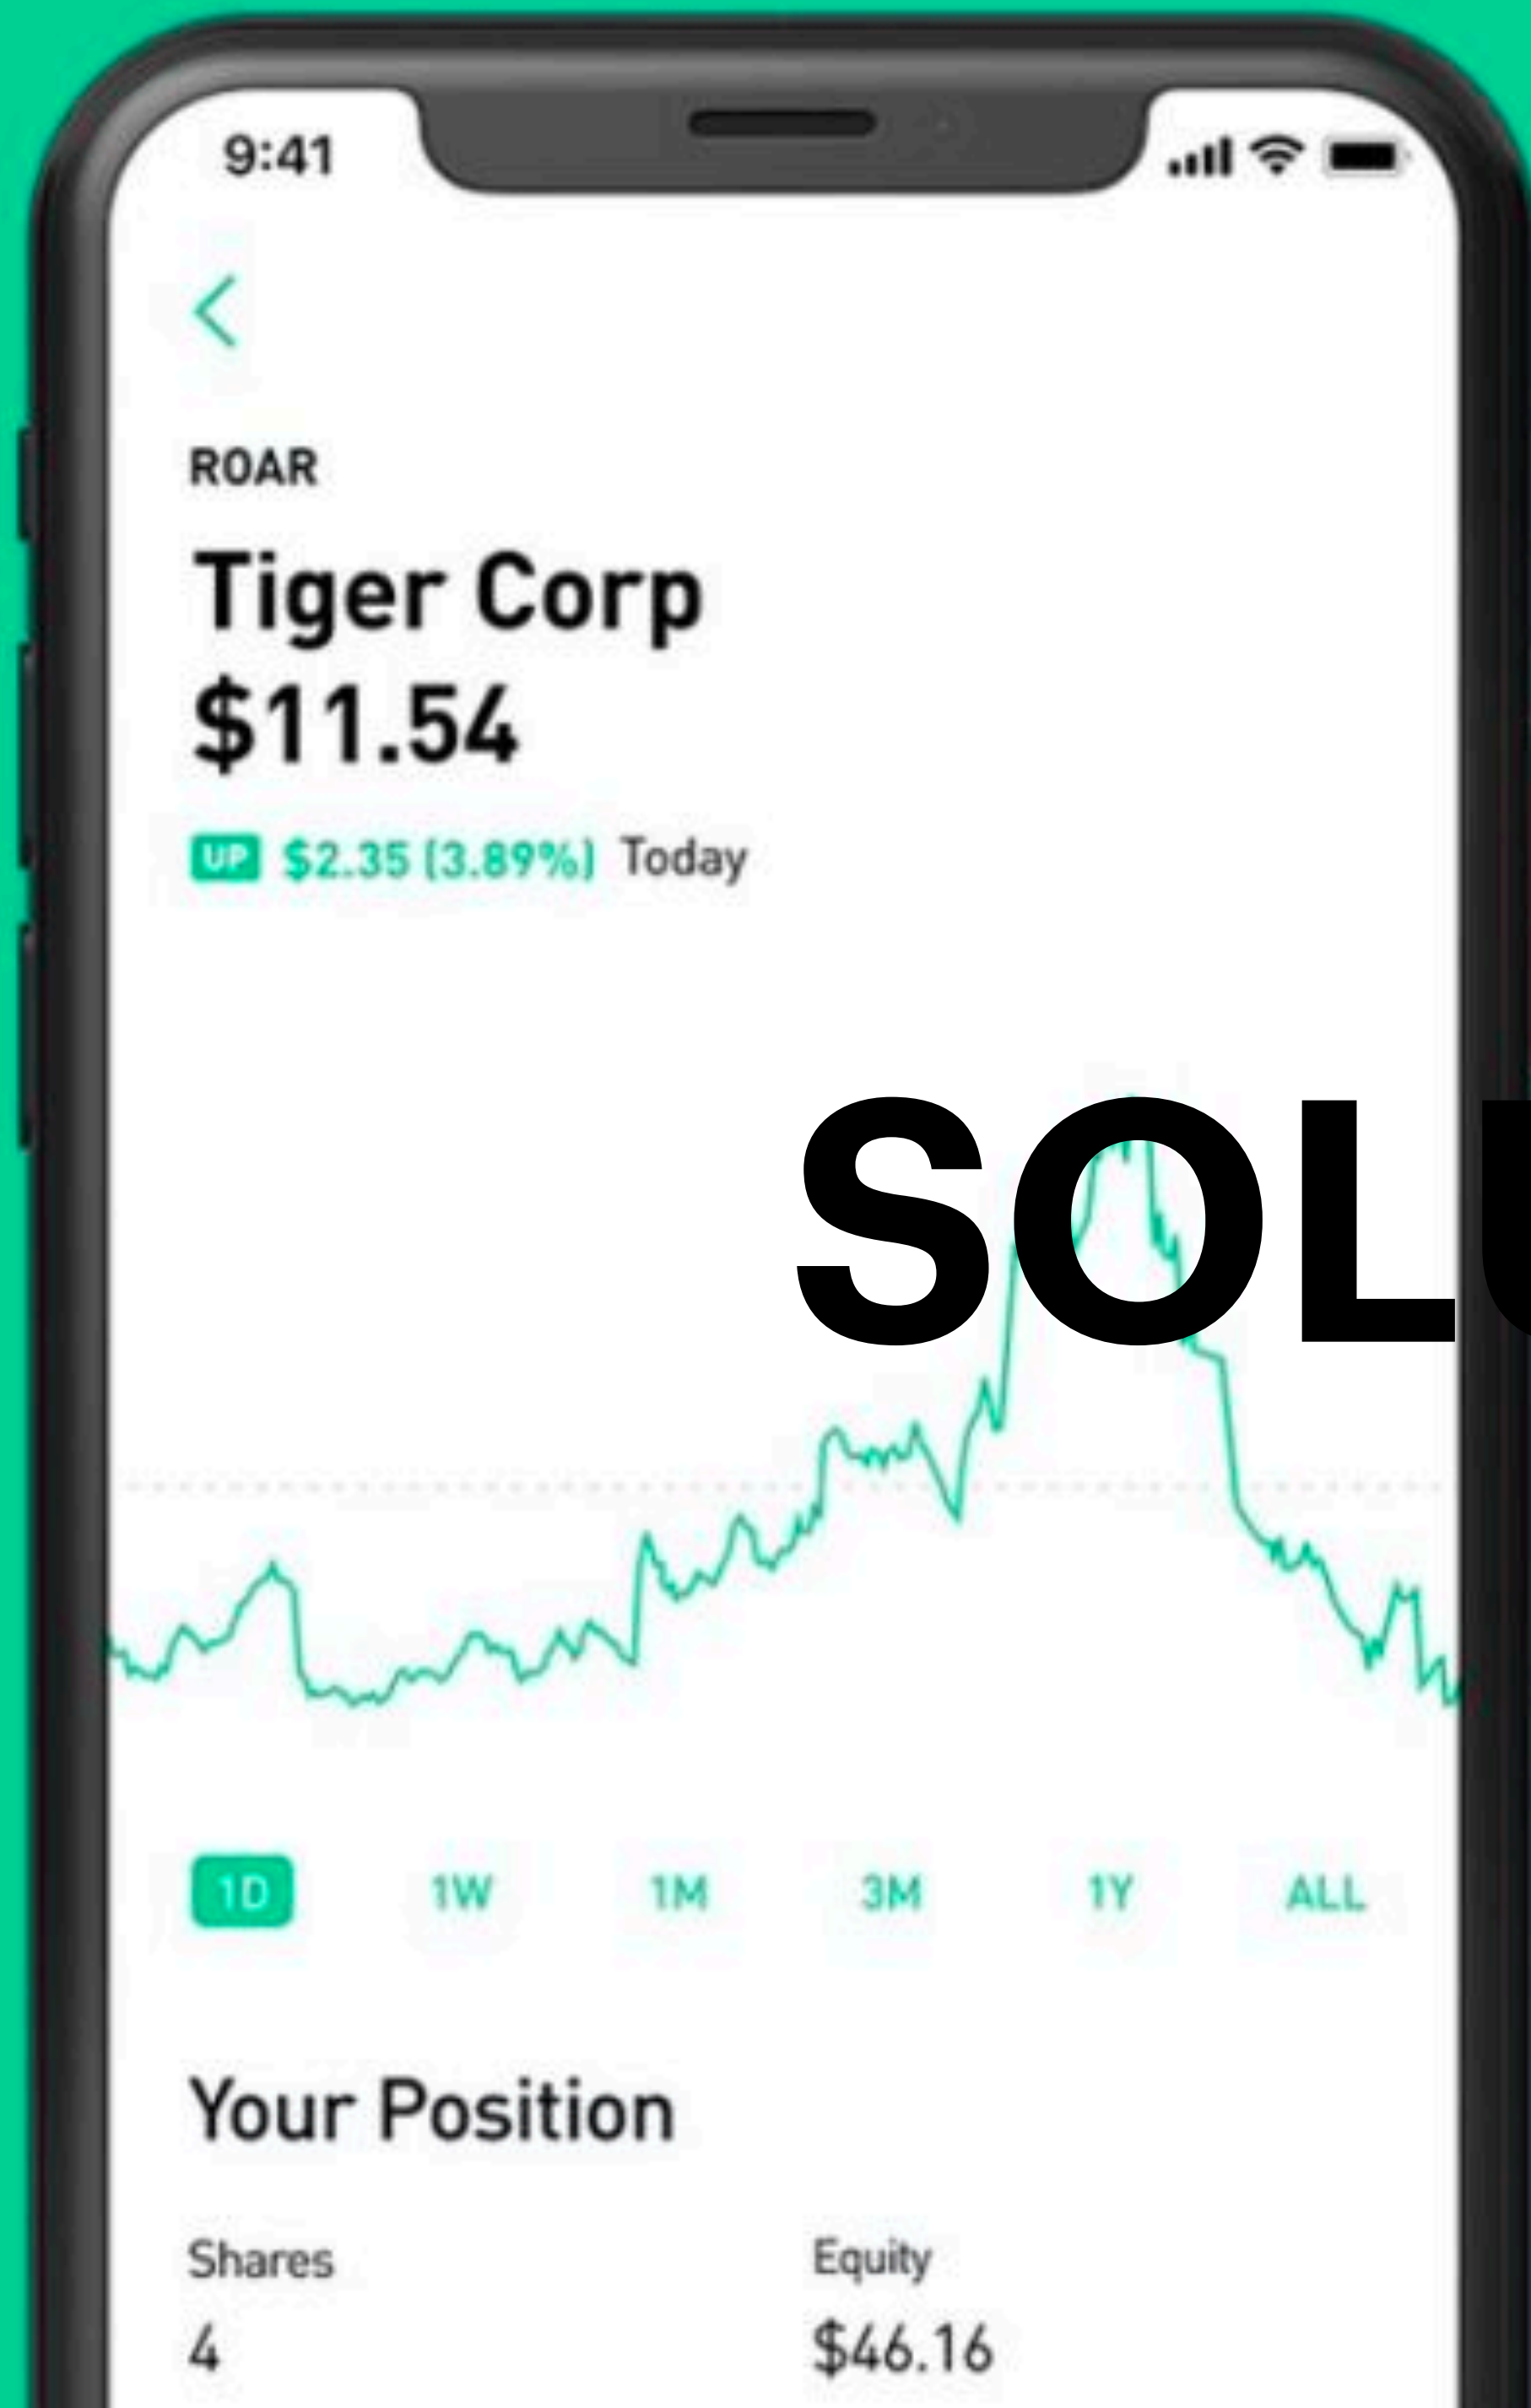 9:41
ROAR
Tiger Corp
$11.54
UP $2.35 (3.89%) Today
SOLU
1D 1W 1M 3M 1Y ALL
Your Position
Shares Equity
4 $46.16